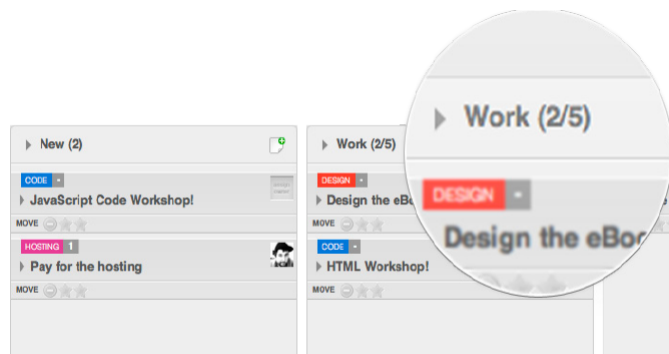 New (2)
CODE -
JavaScript Code Workshop!
MOVE
HOSTING 1
Pay for the hosting
MOVE
Work (2/5)
DESIGN -
Design the eBo
MOVE
CODE -
HTML Workshop!
MOVE
Work (2/5)
DESIGN -
Design the eBoo